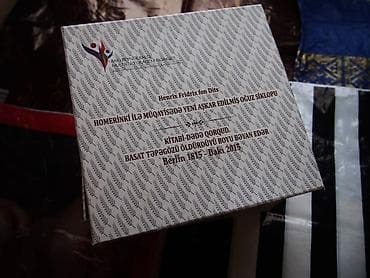 Henrix Fridrix fon Dits
HOMERİNKİ İLƏ MÜQAYİSƏDƏ YENİ AŞKAR EDİLMİŞ OĞUZ SİKLOPU
KİTABİ-DƏDƏ QORQUD.
BASAT TƏPƏGÖZÜ ÖLDÜRDÜYÜ BOYU BƏYAN EDƏR
Berlin 1815 - Bakı 2015